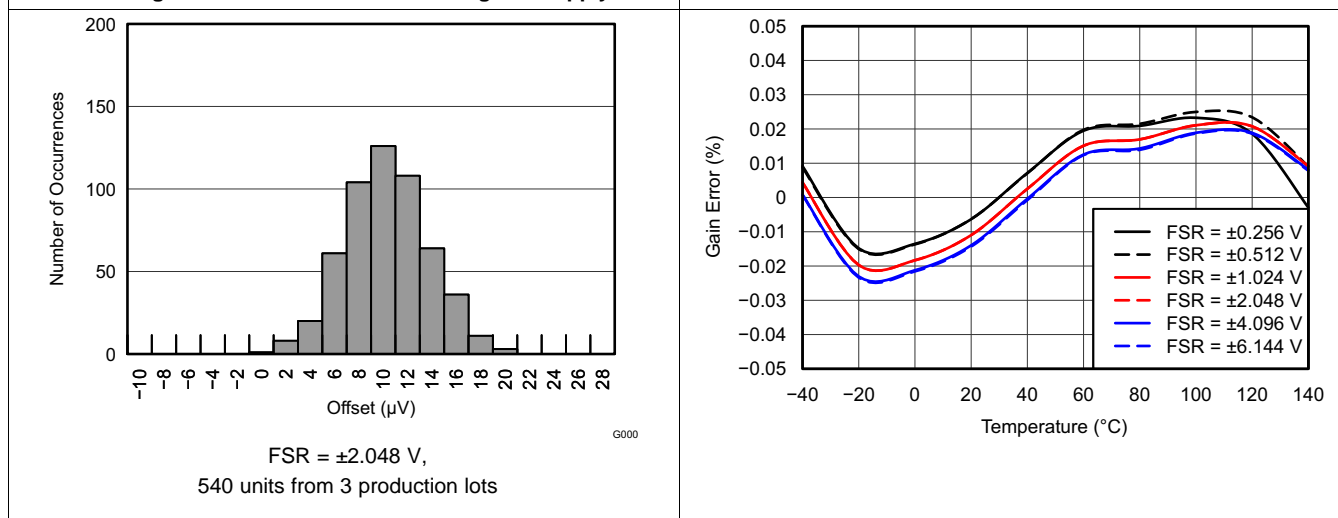 200
150
100
50
0
Number of Occurrences
−10
−8
−6
−4
−2
0
2
4
6
8
10
12
14
16
18
20
22
24
26
28
Offset (µV)
G000
FSR = ±2.048 V,
540 units from 3 production lots
0.05
0.04
0.03
0.02
0.01
0
−0.01
−0.02
−0.03
−0.04
−0.05
Gain Error (%)
−40 −20 0 20 40 60 80 100 120 140
Temperature (°C)
FSR = ±0.256 V
FSR = ±0.512 V
FSR = ±1.024 V
FSR = ±2.048 V
FSR = ±4.096 V
FSR = ±6.144 V